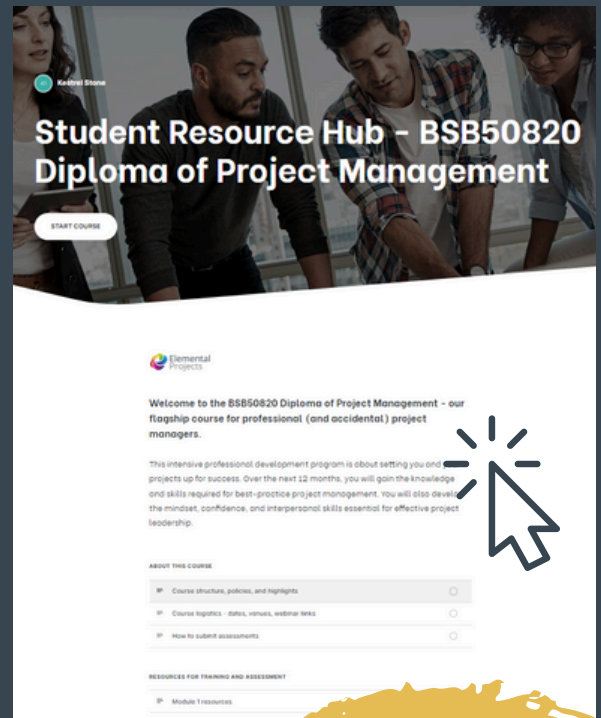 Keátrel Stone
Student Resource Hub - BSB50820
Diploma of Project Management
START COURSE
Elemental
Projects
Welcome to the BSB50820 Diploma of Project Management - our
flagship course for professional (and accidental) project
managers.
This intensive professional development program is about setting you and
projects up for success. Over the next 12 months, you will gain the knowledge
and skills required for best-practice project management. You will also develo
the mindset, confidence, and interpersonal skills essential for effective project
leadership.
ABOUT THIS COURSE
Course structure, policies, and highlights
Course logistics - dates, venues, webinar links
How to submit assessments
RESOURCES FOR TRAINING AND ASSESSMENT
Module 1 resources